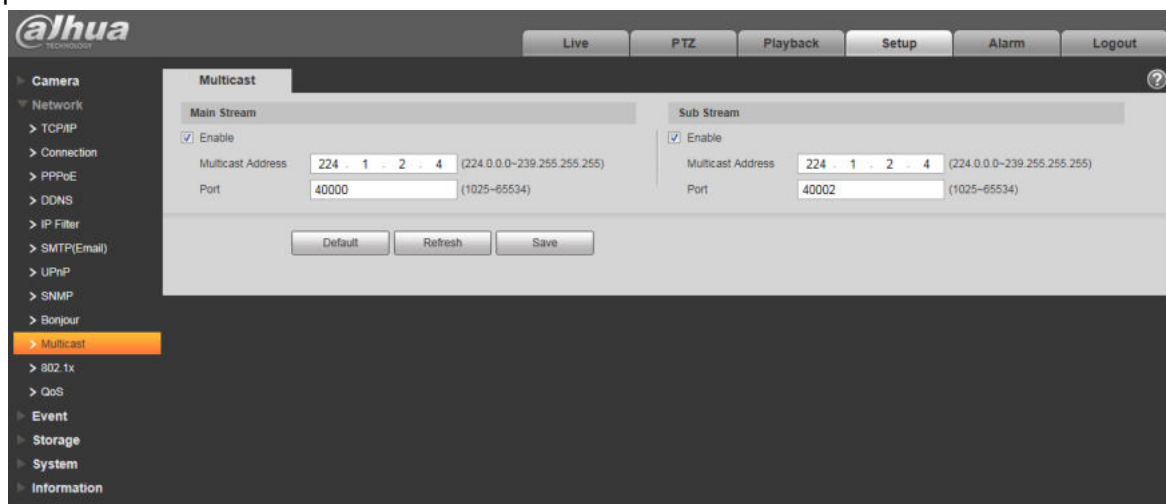 alhua
TECHNOLOGY
Live PTZ Playback Setup Alarm Logout
Camera
Network
> TCP/IP
> Connection
> PPPoE
> DDNS
> IP Filter
> SMTP(Email)
> UPnP
> SNMP
> Bonjour
> Multicast
> 802.1x
> QoS
Event
Storage
System
Information
Multicast
?
Main Stream
Enable
Multicast Address 224 . 1 . 2 . 4 (224.0.0.0~239.255.255.255)
Port 40000 (1025~65534)
Sub Stream
Enable
Multicast Address 224 . 1 . 2 . 4 (224.0.0.0~239.255.255.255)
Port 40002 (1025~65534)
Default Refresh Save